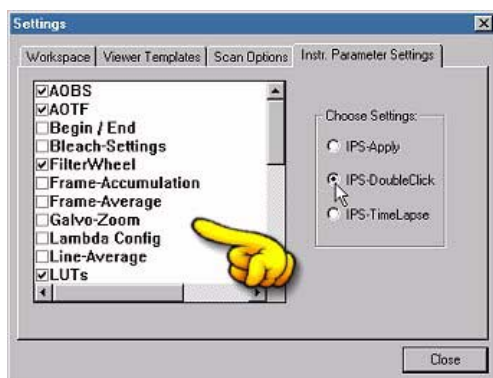 Settings
Workspace
Viewer Templates
Scan Options
Instr. Parameter Settings
AOBS
AOTF
Begin / End
Bleach-Settings
FilterWheel
Frame-Accumulation
Frame-Average
Galvo-Zoom
Lambda Config
Line-Average
LUTs
Choose Settings:
IPS-Apply
IPS-DoubleClick
IPS-TimeLapse
Close